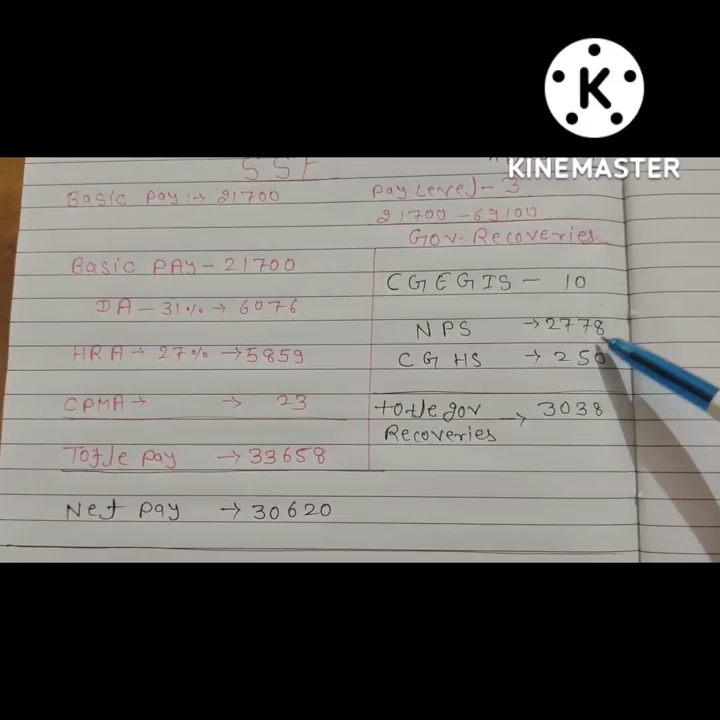 K
KINEMASTER
SSF
Basic pay :→ 21700
pay Level - 3
21700 - 69100
Gov. Recoveries
Basic PAY - 21700
DA - 31% → 6076
HRA → 27% → 5859
CPMA → → 23
Totle pay → 33658
Net pay → 30620
CGEGIS - 10
NPS → 2778
CGHS → 250
totle gov
Recoveries → 3038